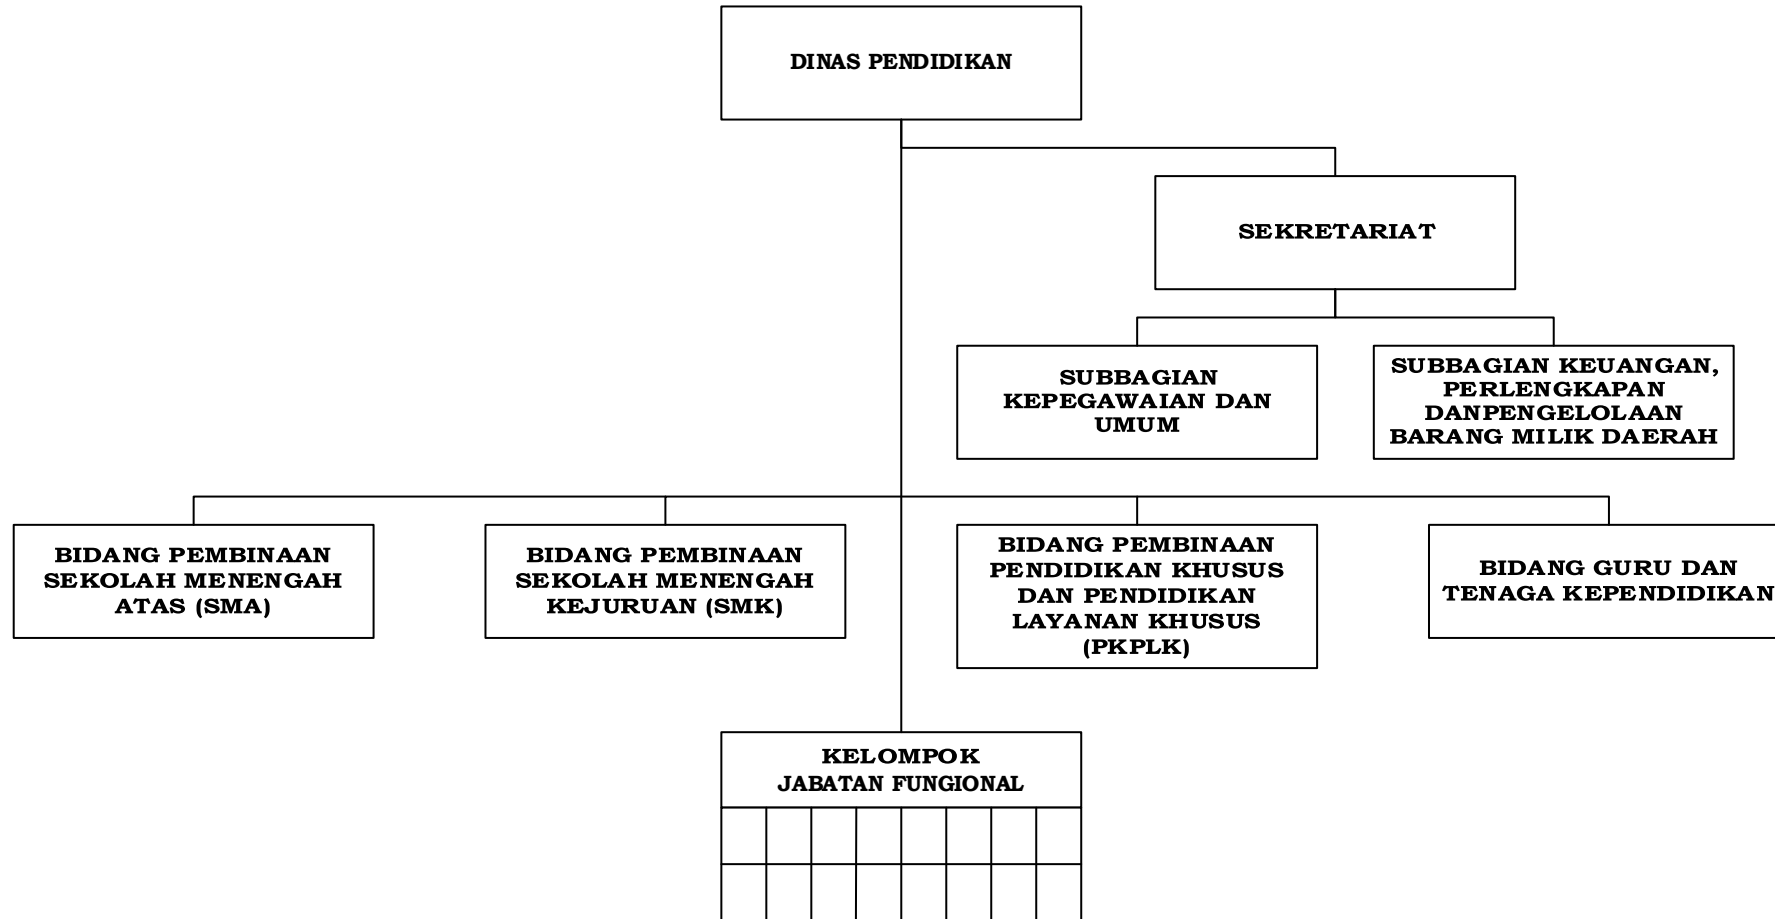 DINAS PENDIDIKAN
SEKRETARIAT
SUBBAGIAN
KEPEGAWAIAN DAN
UMUM
SUBBAGIAN KEUANGAN,
PERLENGKAPAN
DANPENGELOLAAN
BARANG MILIK DAERAH
BIDANG PEMBINAAN
SEKOLAH MENENGAH
ATAS (SMA)
BIDANG PEMBINAAN
SEKOLAH MENENGAH
KEJURUAN (SMK)
BIDANG PEMBINAAN
PENDIDIKAN KHUSUS
DAN PENDIDIKAN
LAYANAN KHUSUS
(PKPLK)
BIDANG GURU DAN
TENAGA KEPENDIDIKAN
KELOMPOK
JABATAN FUNGIONAL